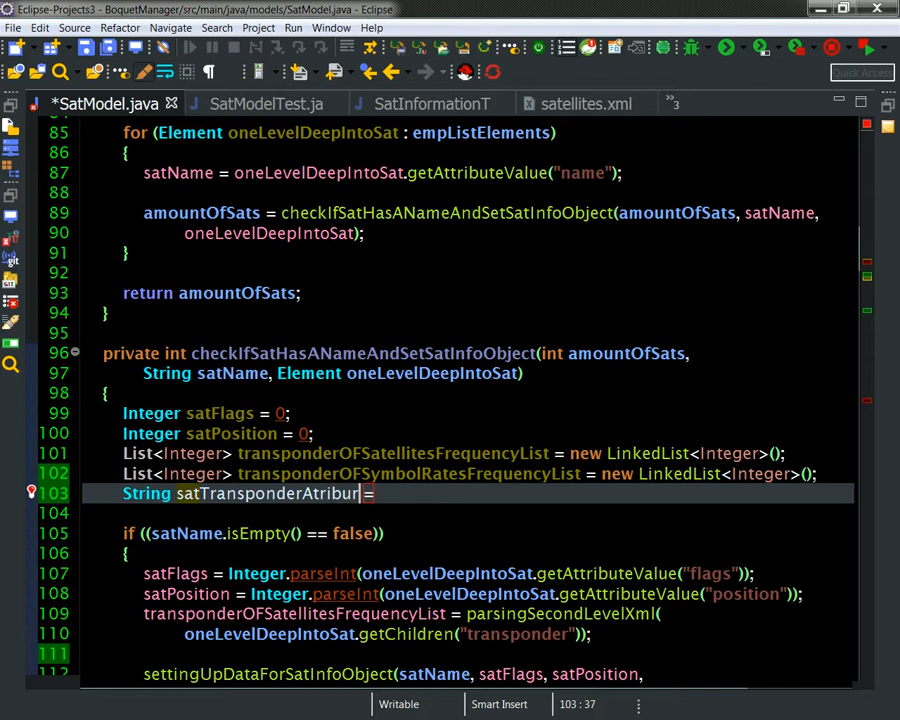 Eclipse-Projects3 - BoquetManager/src/main/java/models/SatModel.java - Eclipse
File Edit Source Refactor Navigate Search Project Run Window Help
Quick Access
*SatModel.java SatModelTest.ja SatInformationT satellites.xml »3
85 for (Element oneLevelDeepIntoSat : empListElements)
86 {
87 satName = oneLevelDeepIntoSat.getAttributeValue("name");
88
89 amountOfSats = checkIfSatHasANameAndSetSatInfoObject(amountOfSats, satName,
90 oneLevelDeepIntoSat);
91 }
92
93 return amountOfSats;
94 }
95
96 private int checkIfSatHasANameAndSetSatInfoObject(int amountOfSats,
97 String satName, Element oneLevelDeepIntoSat)
98 {
99 Integer satFlags = 0;
100 Integer satPosition = 0;
101 List<Integer> transponderOFSatellitesFrequencyList = new LinkedList<Integer>();
102 List<Integer> transponderOFSymbolRatesFrequencyList = new LinkedList<Integer>();
103 String satTransponderAtribur =
104
105 if ((satName.isEmpty() == false))
106 {
107 satFlags = Integer.parseInt(oneLevelDeepIntoSat.getAttributeValue("flags"));
108 satPosition = Integer.parseInt(oneLevelDeepIntoSat.getAttributeValue("position"));
109 transponderOFSatellitesFrequencyList = parsingSecondLevelXml(
110 oneLevelDeepIntoSat.getChildren("transponder"));
111
112 settingUpDataForSatInfoObject(satName, satFlags, satPosition,
Writable Smart Insert 103 : 37